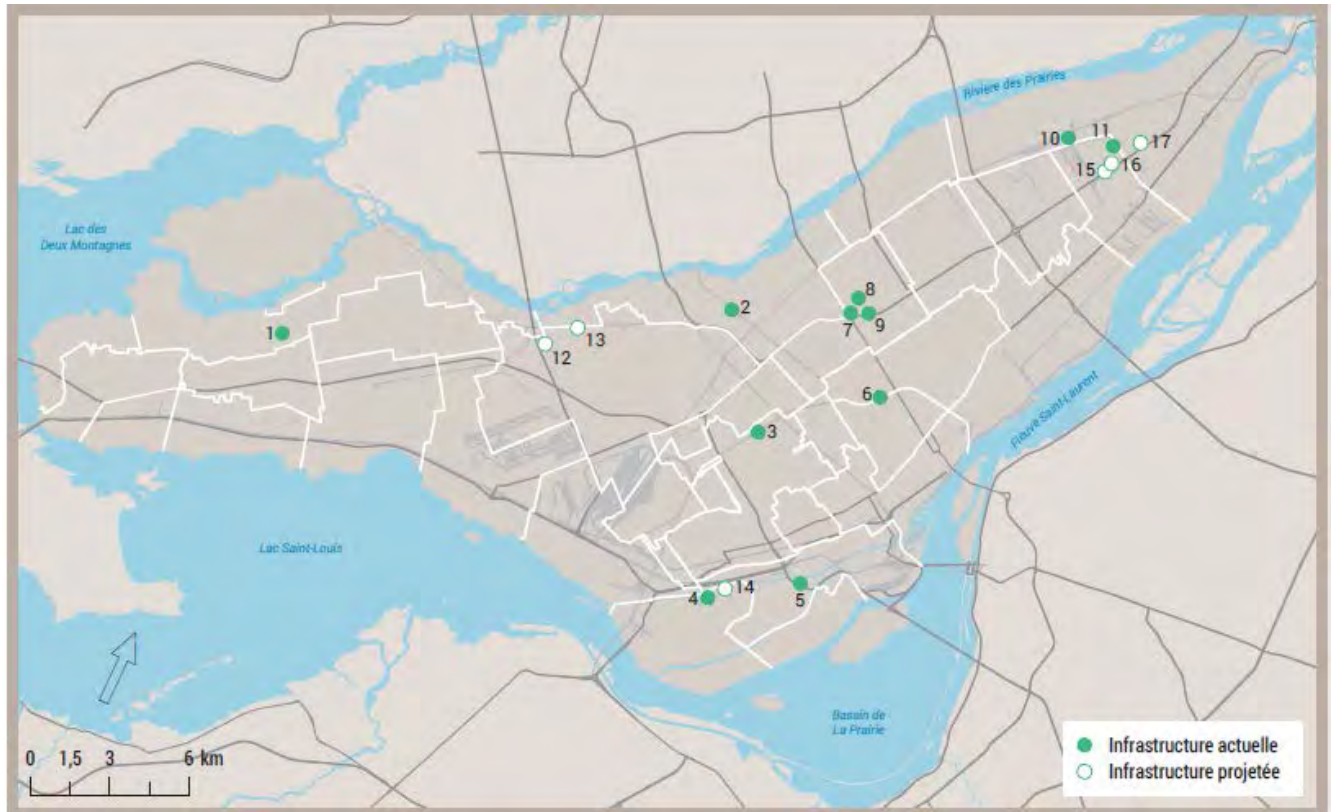 Rivière des Prairies
10
11
17
16
15
Lac des
Deux Montagnes
8
2
7
9
1
13
12
6
Fleuve Saint-Laurent
3
Lac Saint-Louis
14
4
5
Bassin de
La Prairie
0 1,5 3 6 km
Infrastructure actuelle
Infrastructure projetée